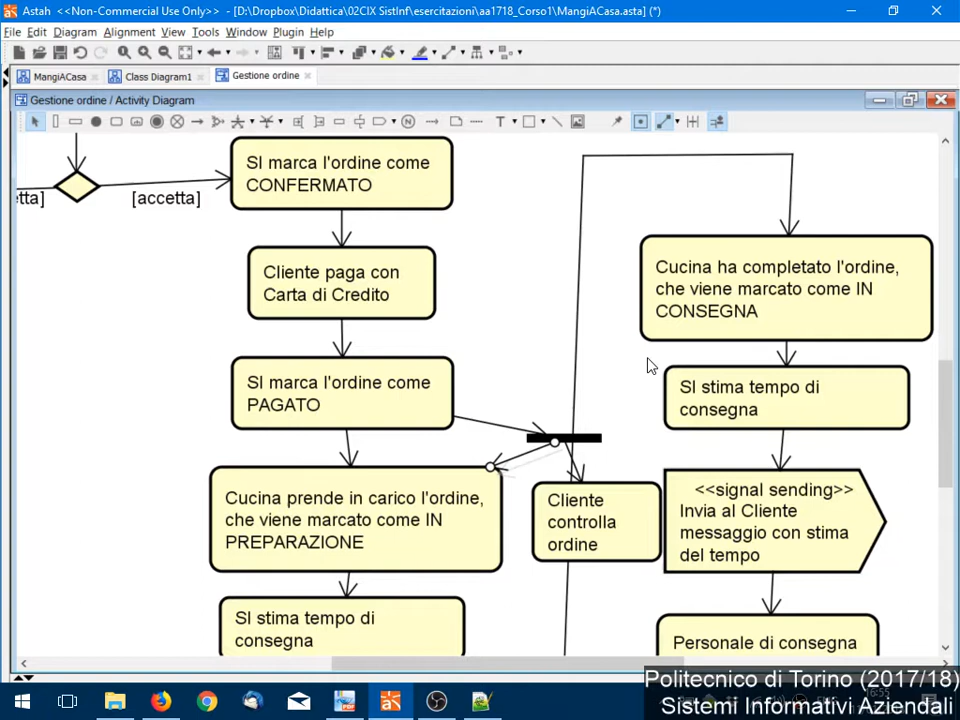 Astah <<Non-Commercial Use Only>> - [D:\Dropbox\Didattica\02CIX SistInf\esercitazioni\aa1718_Corso1\MangiACasa.asta] (*)
File Edit Diagram Alignment View Tools Window Plugin Help
MangiACasa Class Diagram1 Gestione ordine
Gestione ordine / Activity Diagram
SI marca l'ordine come
CONFERMATO
etta]
[accetta]
Cliente paga con
Carta di Credito
SI marca l'ordine come
PAGATO
Cucina prende in carico l'ordine,
che viene marcato come IN
PREPARAZIONE
SI stima tempo di
consegna
Cliente
controlla
ordine
Cucina ha completato l'ordine,
che viene marcato come IN
CONSEGNA
SI stima tempo di
consegna
<<signal sending>>
Invia al Cliente
messaggio con stima
del tempo
Personale di consegna
Politecnico di Torino (2017/18)
16:55
Sistemi Informativi Aziendali